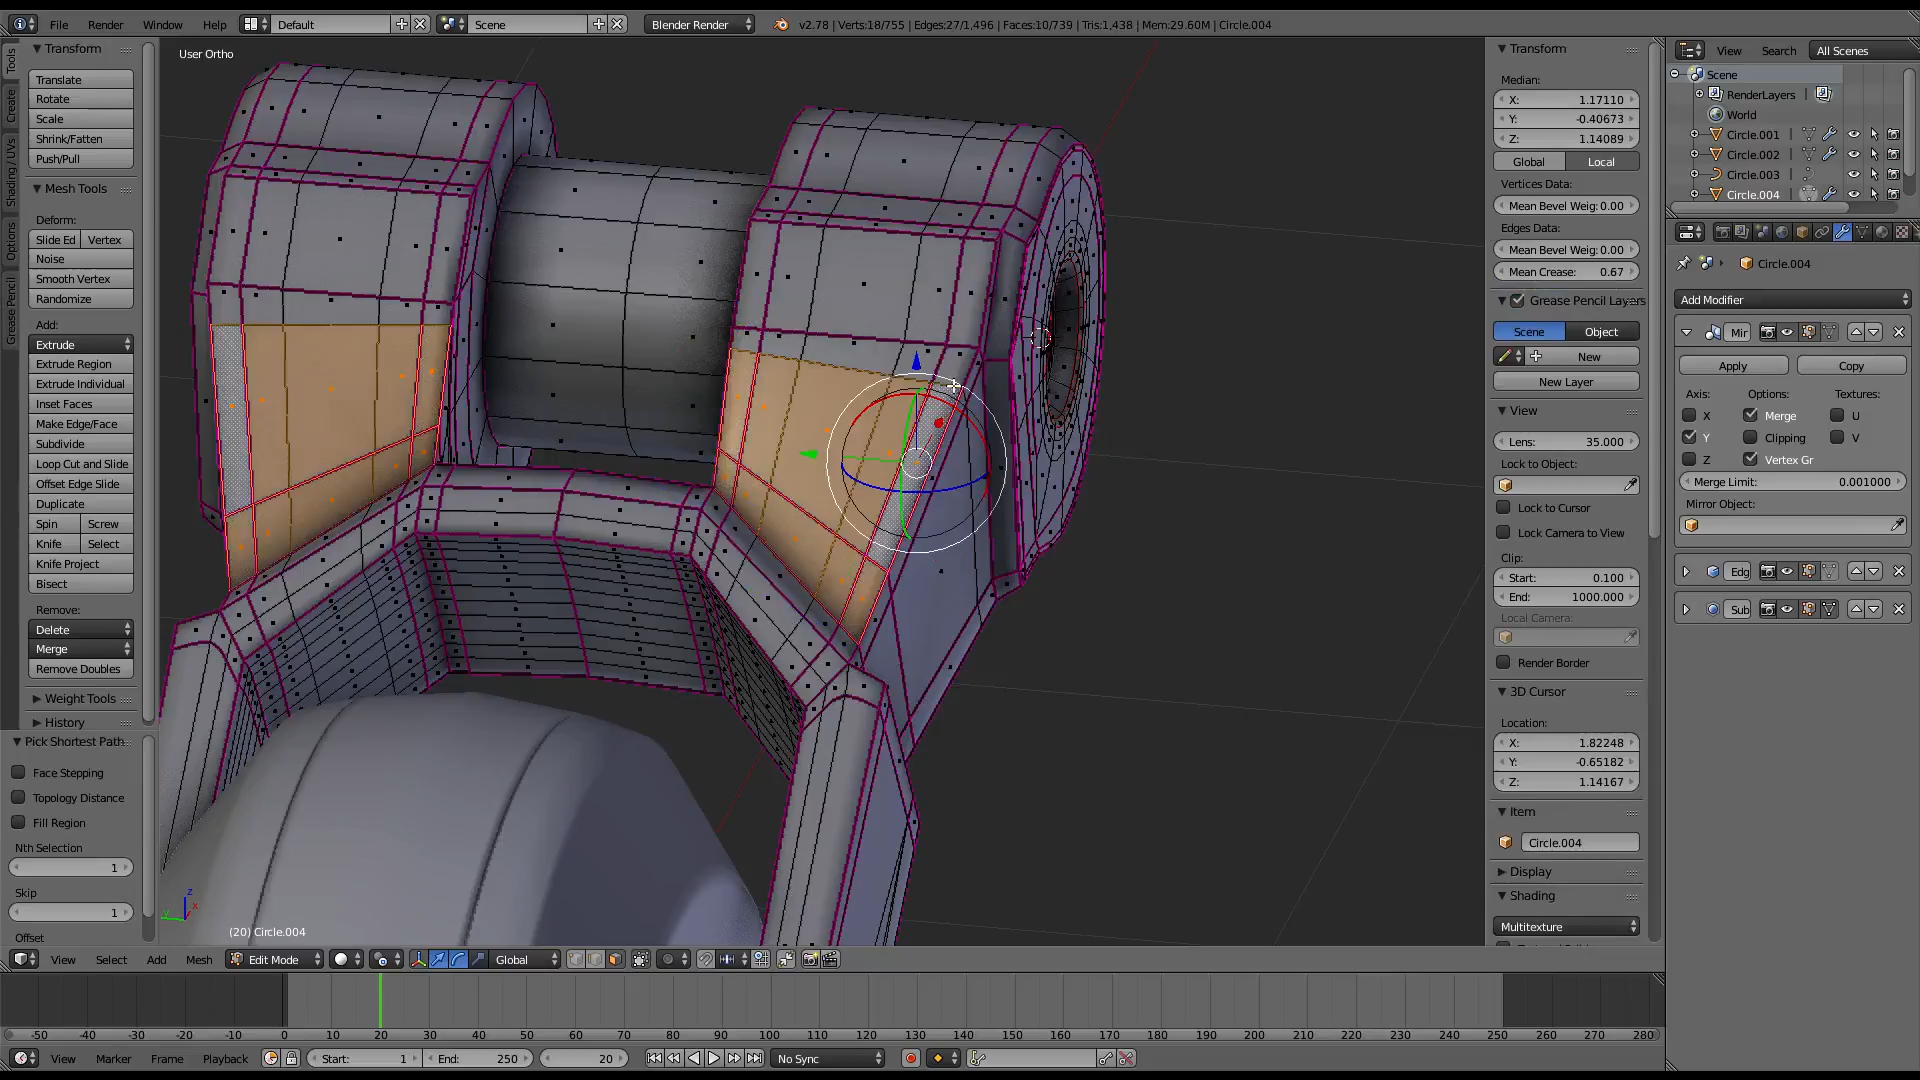 File Render Window Help Default Scene Blender Render v2.78 | Verts:18/755 | Edges:27/1,496 | Faces:10/739 | Tris:1,438 | Mem:29.60M | Circle.004
User Ortho
Tools
Create
Shading / UVs
Options
Grease Pencil
Transform
Translate
Rotate
Scale
Shrink/Fatten
Push/Pull
Mesh Tools
Deform:
Slide Ed Vertex
Noise
Smooth Vertex
Randomize
Add:
Extrude
Extrude Region
Extrude Individual
Inset Faces
Make Edge/Face
Subdivide
Loop Cut and Slide
Offset Edge Slide
Duplicate
Spin Screw
Knife Select
Knife Project
Bisect
Remove:
Delete
Merge
Remove Doubles
Weight Tools
History
Pick Shortest Path
Face Stepping
Topology Distance
Fill Region
Nth Selection
1
Skip
1
Offset
z
x
y
(20) Circle.004
Transform
Median:
X: 1.17110
Y: -0.40673
Z: 1.14089
Global Local
Vertices Data:
Mean Bevel Weig: 0.00
Edges Data:
Mean Bevel Weig: 0.00
Mean Crease: 0.67
Grease Pencil Layers
Scene Object
New
New Layer
View
Lens: 35.000
Lock to Object:
Lock to Cursor
Lock Camera to View
Clip:
Start: 0.100
End: 1000.000
Local Camera:
Render Border
3D Cursor
Location:
X: 1.82248
Y: -0.65182
Z: 1.14167
Item
Circle.004
Display
Shading
Multitexture
View Search All Scenes
Scene
RenderLayers
World
Circle.001
Circle.002
Circle.003
Circle.004
Circle.004
Add Modifier
Mir
Apply Copy
Axis: Options: Textures:
X Merge U
Y Clipping V
Z Vertex Gr
Merge Limit: 0.001000
Mirror Object:
Edg
Sub
View Select Add Mesh Edit Mode Global
-50 -40 -30 -20 -10 0 10 20 30 40 50 60 70 80 90 100 110 120 130 140 150 160 170 180 190 200 210 220 230 240 250 260 270 280
View Marker Frame Playback Start: 1 End: 250 20 No Sync